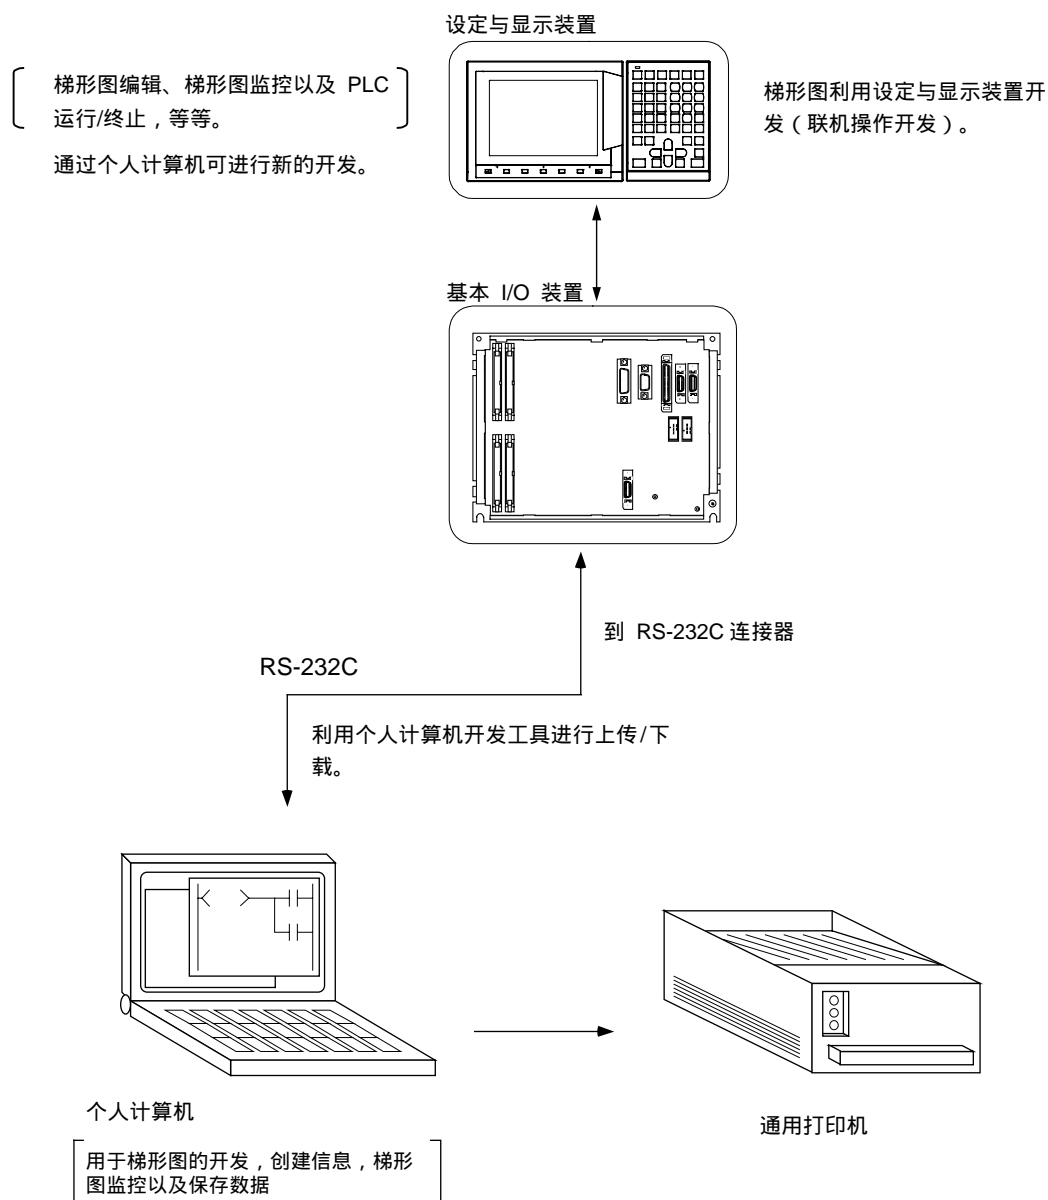 设定与显示装置
梯形图编辑、梯形图监控以及 PLC
运行/终止，等等。
通过个人计算机可进行新的开发。
梯形图利用设定与显示装置开
发（联机操作开发）。
基本 I/O 装置
到 RS-232C 连接器
RS-232C
利用个人计算机开发工具进行上传/下
载。
个人计算机
通用打印机
用于梯形图的开发，创建信息，梯形
图监控以及保存数据